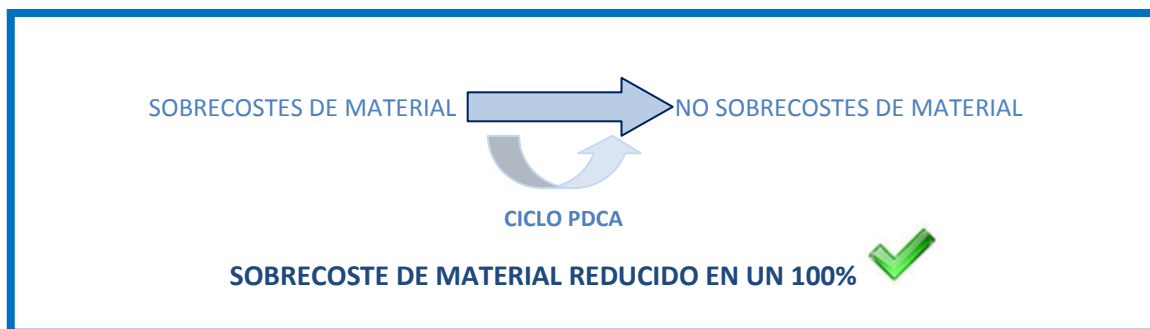 SOBRECOSTES DE MATERIAL NO SOBRECOSTES DE MATERIAL
CICLO PDCA
SOBRECOSTE DE MATERIAL REDUCIDO EN UN 100%